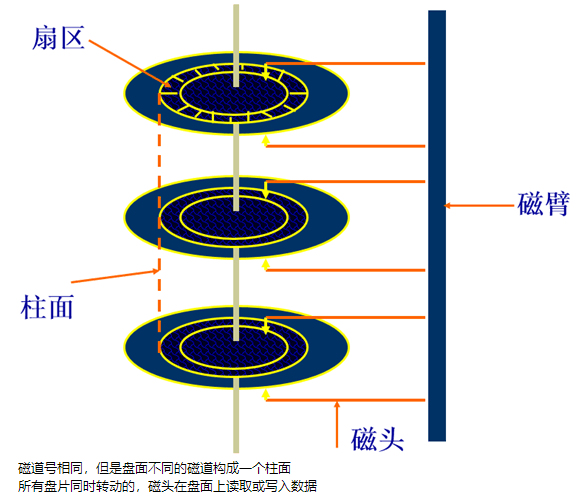 扇区
磁臂
柱面
磁头
磁道号相同，但是盘面不同的磁道构成一个柱面
所有盘片同时转动的，磁头在盘面上读取或写入数据